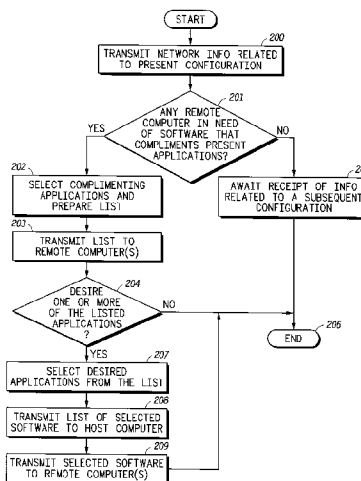 START
200
TRANSMIT NETWORK INFO
RELATED TO
PRESENT CONFIGURATION
201
ANY REMOTE
COMPUTER IN NEED
OF SOFTWARE THAT
COMPLIMENTS PRESENT
APPLICATIONS?
YES
NO
202
SELECT COMPLIMENTING
APPLICATIONS AND
PREPARE LIST
AWAIT RECEIPT OF INFO
RELATED TO A SUBSEQUENT
CONFIGURATION
203
TRANSMIT LIST TO
REMOTE COMPUTER(S)
204
DESIRE
ONE OR MORE
OF THE LISTED
APPLICATIONS
?
NO
YES
206
END
207
SELECT DESIRED
APPLICATIONS FROM THE LIST
208
TRANSMIT LIST OF SELECTED
SOFTWARE TO HOST COMPUTER
209
TRANSMIT SELECTED SOFTWARE
TO REMOTE COMPUTER(S)